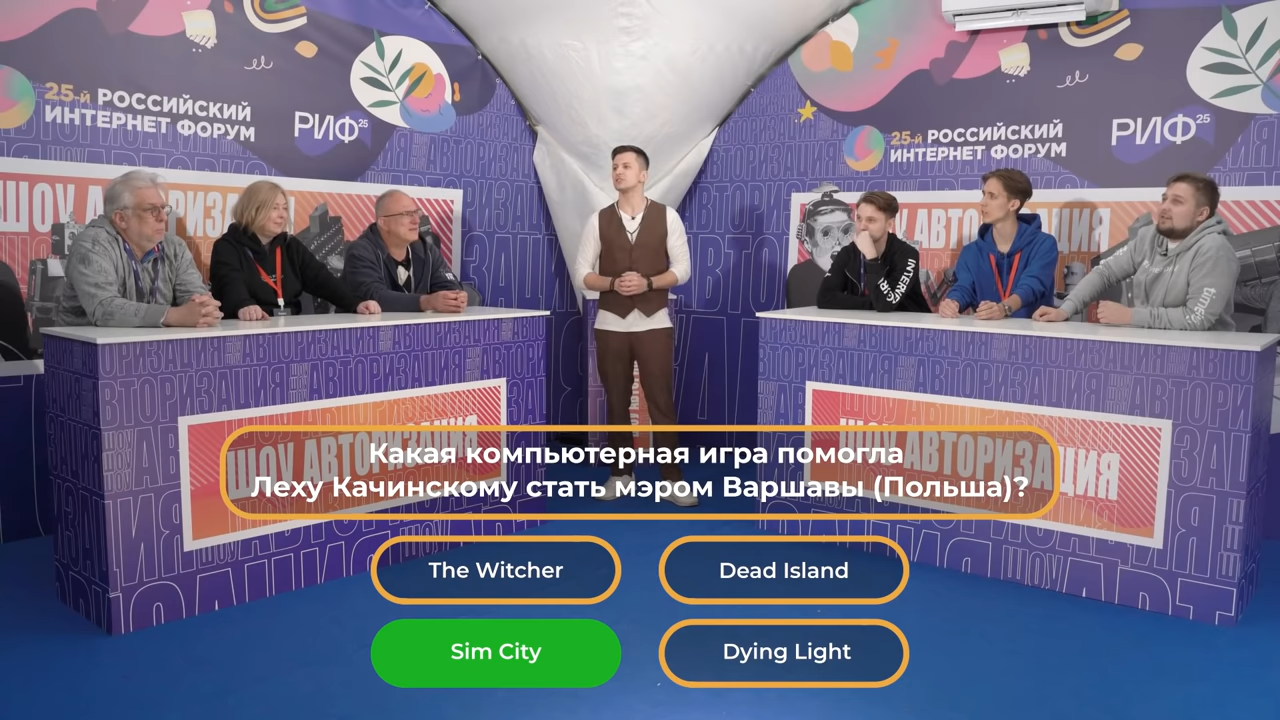 25-й РОССИЙСКИЙ
ИНТЕРНЕТ ФОРУМ
РИФ25
25-й РОССИЙСКИЙ
ИНТЕРНЕТ ФОРУМ
РИФ25
ШОУ АВТОРИЗАЦИЯ
ШОУ АВТОРИЗАЦИЯ
ШОУ АВТОРИЗАЦИЯ
ШОУ АВТОРИЗАЦИЯ
Какая компьютерная игра помогла
Леху Качинскому стать мэром Варшавы (Польша)?
The Witcher
Dead Island
Sim City
Dying Light